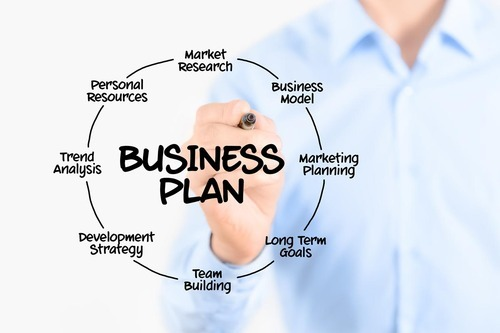 Market
Research
Business
Model
Marketing
Planning
Long Term
Goals
Team
Building
Development
Strategy
Trend
Analysis
Personal
Resources
BUSINESS
PLAN